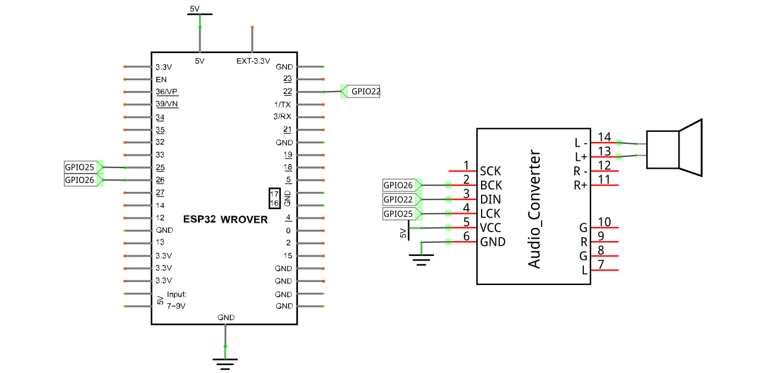 5V
5V
EXT-3.3V
3.3V
EN
36/VP
39/VN
34
35
32
33
25
26
27
14
12
GND
13
3.3V
3.3V
3.3V
5V
Input:
7~9V
GND
23
22
1/TX
3/RX
21
GND
19
18
5
17
16
GND
4
0
2
15
GND
GND
GND
GND
ESP32 WROVER
GND
GPIO25
GPIO26
GPIO22
GPIO26
GPIO22
GPIO25
5V
1
SCK
2
BCK
3
DIN
4
LCK
5
VCC
6
GND
Audio_Converter
L -
14
L+
13
R -
12
R+
11
G
10
R
9
G
8
L
7